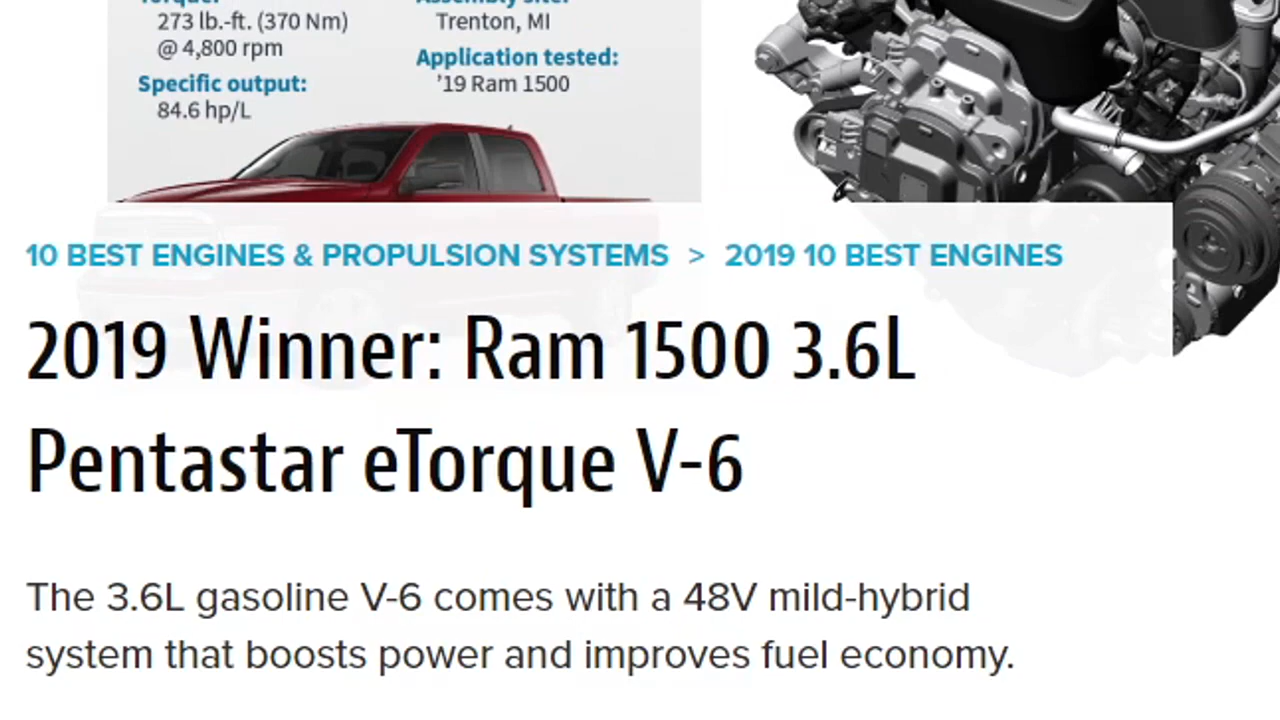 273 lb.-ft. (370 Nm)
@ 4,800 rpm
Specific output:
84.6 hp/L
Trenton, MI
Application tested:
’19 Ram 1500
10 BEST ENGINES & PROPULSION SYSTEMS > 2019 10 BEST ENGINES
2019 Winner: Ram 1500 3.6L
Pentastar eTorque V-6
The 3.6L gasoline V-6 comes with a 48V mild-hybrid
system that boosts power and improves fuel economy.